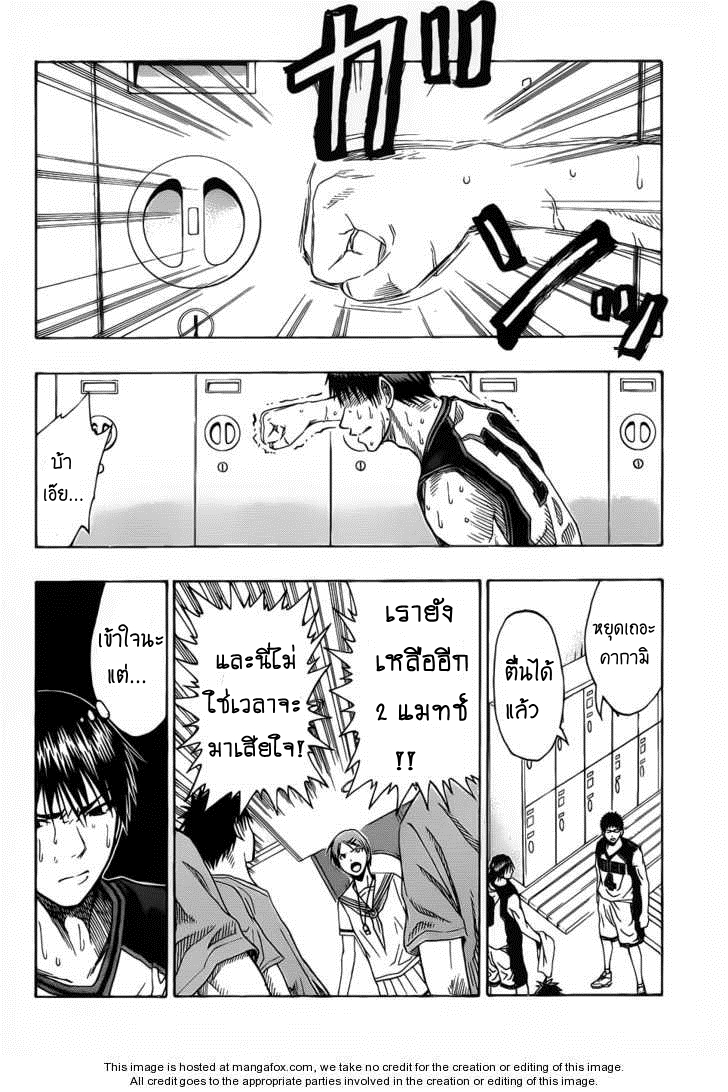 ガガッ
บ้า
เอ๊ย...
หยุดเถอะ
คากามิ
ตื่นได้
แล้ว
เรายัง
เหลืออีก
2 แมทช์
!!
และนี่ไม่
ใช่เวลาจะ
มาเสียใจ!
เข้าใจนะ
แต่...
This image is hosted at mangafox.com, we take no credit for the creation or editing of this image.
All credit goes to the appropriate parties involved in the creation or editing of this image.